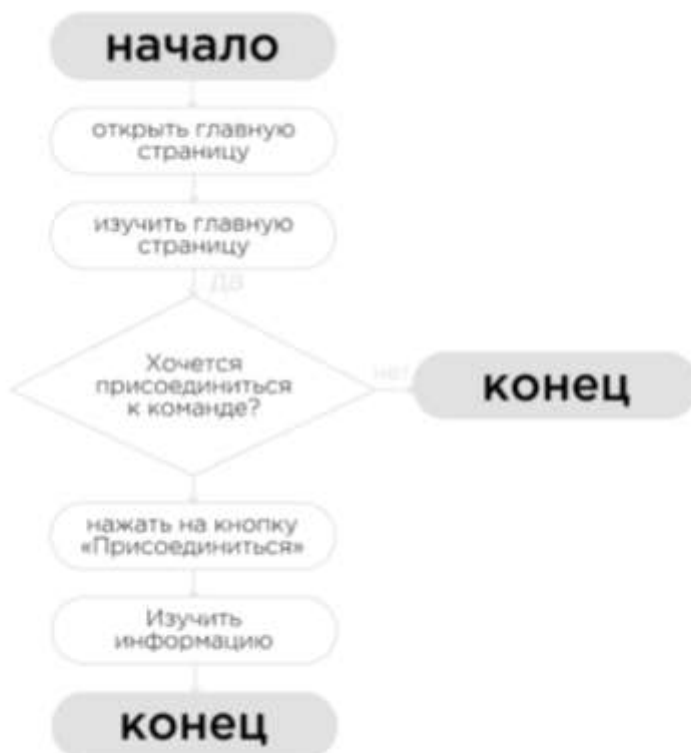 начало
открыть главную
страницу
изучить главную
страницу
да
Хочется
присоединиться
к команде?
нет
конец
нажать на кнопку
«Присоединиться»
Изучить
информацию
конец